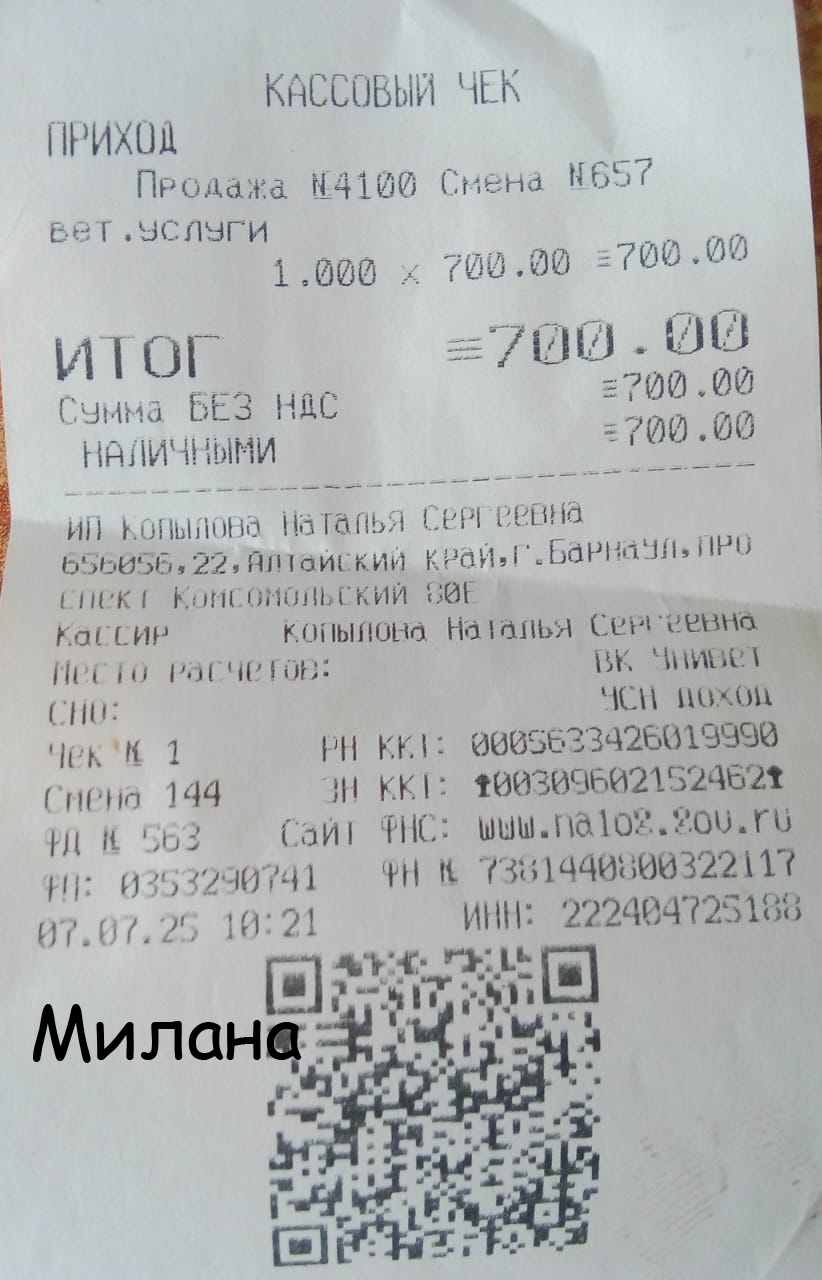 КАССОВЫЙ ЧЕК
ПРИХОД
Продажа №4100 Смена №657
вет.услуги
1.000 × 700.00 ≡700.00
ИТОГ ≡700.00
Сумма БЕЗ НДС ≡700.00
НАЛИЧНЫМИ ≡700.00
ИП Копылова Наталья Сергеевна
656056,22,Алтайский край,г.Барнаул,про
спект Комсомольский 80Е
Кассир Копылова Наталья Сергеевна
Место расчетов: ВК Унивет
СНО: УСН доход
Чек № 1 РН ККТ: 0005633426019990
Смена 144 ЗН ККТ: 00309602152462
ФД № 563 Сайт ФНС: www.nalog.gov.ru
ФП: 0353290741 ФН № 7381440800322117
07.07.25 10:21 ИНН: 222404725188
Милана